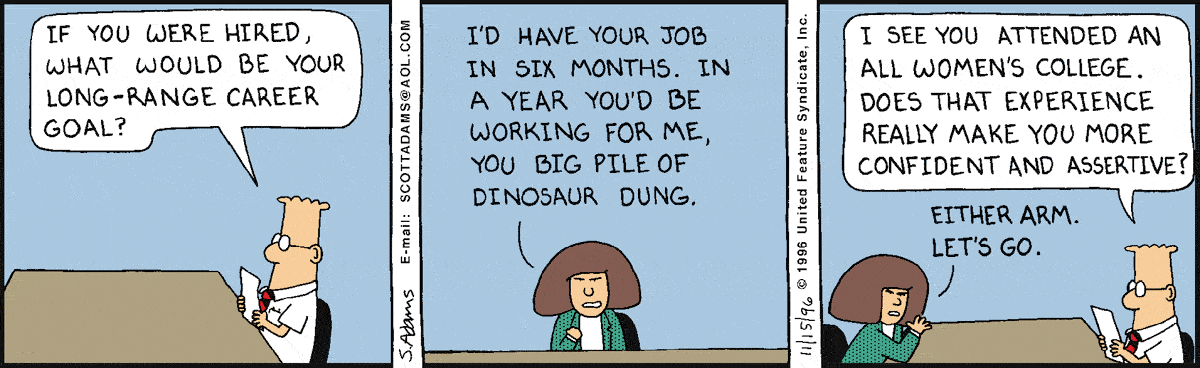 IF YOU WERE HIRED,
WHAT WOULD BE YOUR
LONG-RANGE CAREER
GOAL?
S.Adams E-mail: SCOTTADAMS@AOL.COM
I'D HAVE YOUR JOB
IN SIX MONTHS. IN
A YEAR YOU'D BE
WORKING FOR ME,
YOU BIG PILE OF
DINOSAUR DUNG.
11/15/96 © 1996 United Feature Syndicate, Inc.
I SEE YOU ATTENDED AN
ALL WOMEN'S COLLEGE.
DOES THAT EXPERIENCE
REALLY MAKE YOU MORE
CONFIDENT AND ASSERTIVE?
EITHER ARM.
LET'S GO.